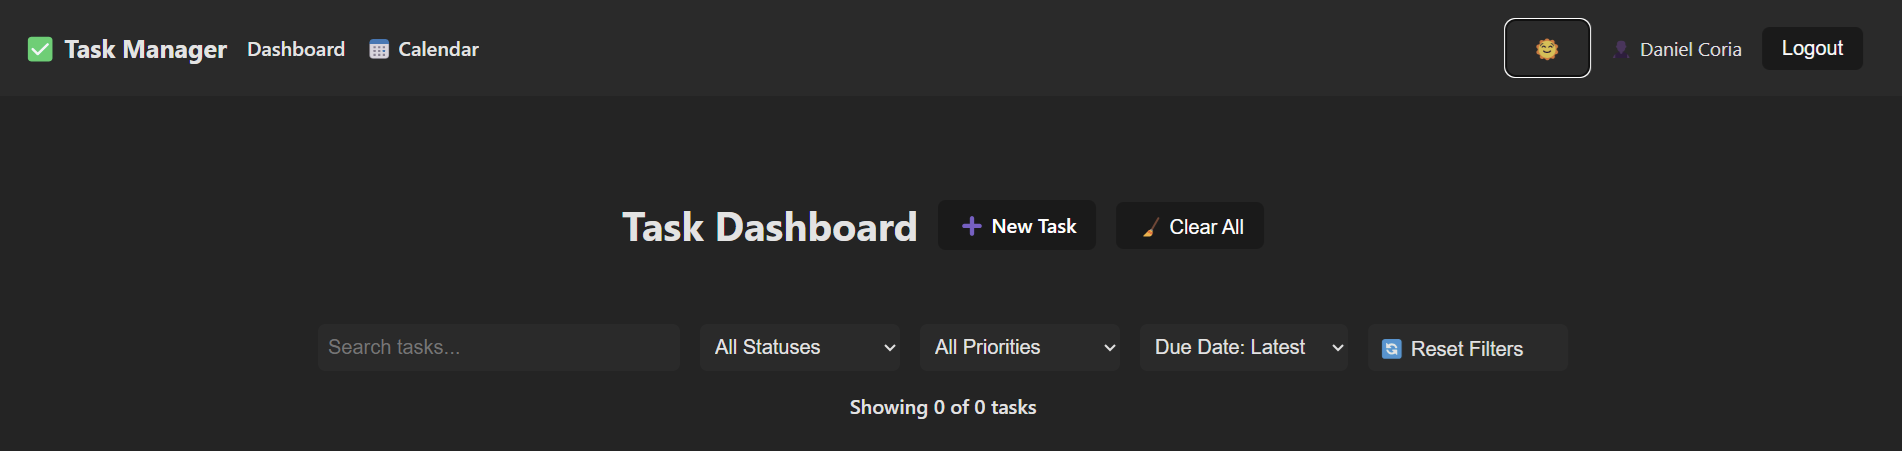 Task Manager Dashboard Calendar Daniel Coria Logout
Task Dashboard New Task Clear All
Search tasks... All Statuses All Priorities Due Date: Latest Reset Filters
Showing 0 of 0 tasks